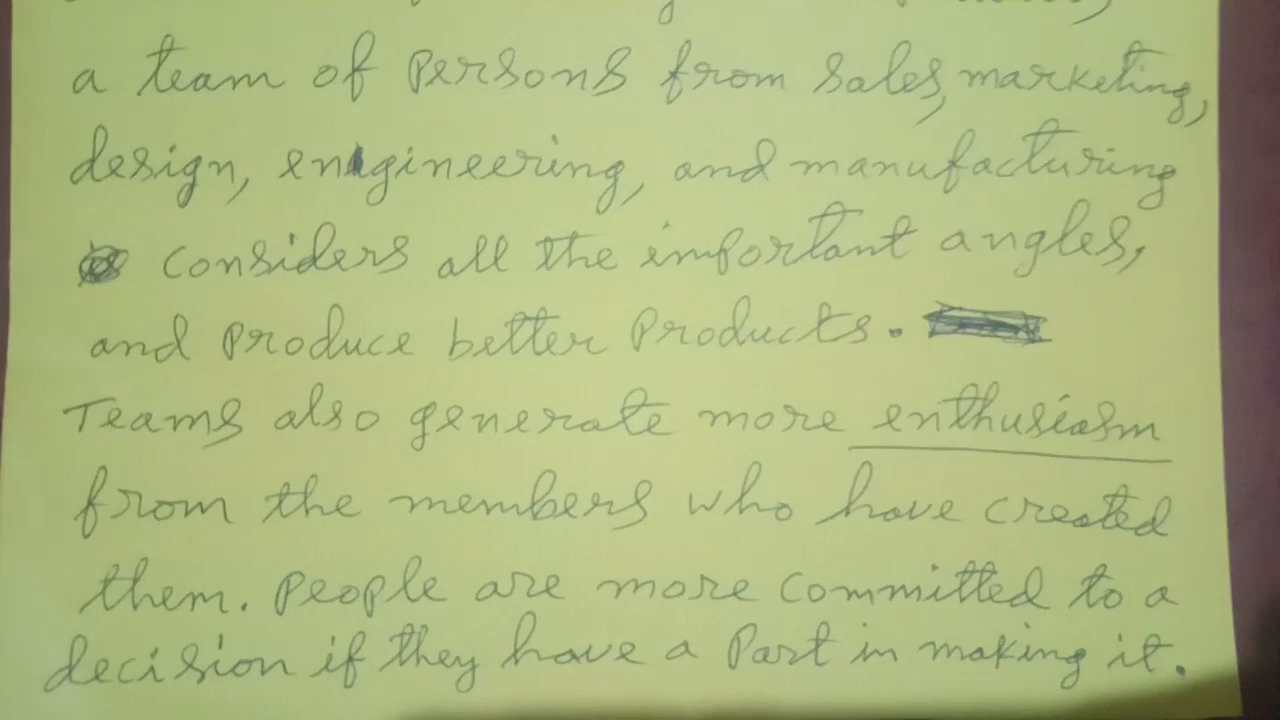 a team of Persons from sales, marketing,
design, engineering, and manufacturing
considers all the important angles,
and produce better Products.
Teams also generate more enthusiasm
from the members who have created
them. People are more committed to a
decision if they have a Part in making it.